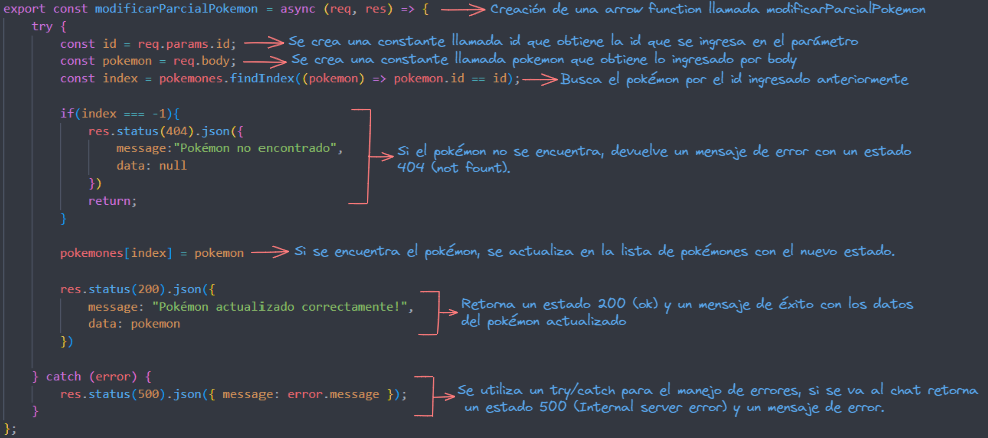 export const modificarParcialPokemon = async (req, res) => { Creación de una arrow function llamada modificarParcialPokemon
try {
const id = req.params.id; Se crea una constante llamada id que obtiene la id que se ingresa en el parámetro
const pokemon = req.body; Se crea una constante llamada pokemon que obtiene lo ingresado por body
const index = pokemones.findIndex((pokemon) => pokemon.id == id); Busca el pokémon por el id ingresado anteriormente
if(index === -1){
res.status(404).json({
message:"Pokémon no encontrado",
data: null
})
return;
}
Si el pokémon no se encuentra, devuelve un mensaje de error con un estado
404 (not fount).
pokemones[index] = pokemon Si se encuentra el pokémon, se actualiza en la lista de pokémones con el nuevo estado.
res.status(200).json({
message: "Pokémon actualizado correctamente!",
data: pokemon
})
Retorna un estado 200 (ok) y un mensaje de éxito con los datos
del pokémon actualizado
} catch (error) {
res.status(500).json({ message: error.message });
}
};
Se utiliza un try/catch para el manejo de errores, si se va al chat retorna
un estado 500 (Internal server error) y un mensaje de error.